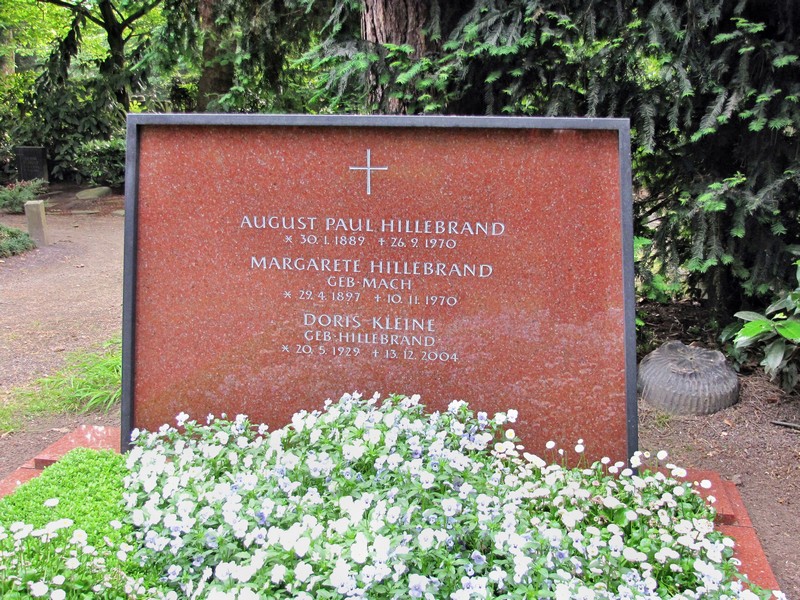 AUGUST PAUL HILLEBRAND
* 30.1.1889 + 26.9.1970
MARGARETE HILLEBRAND
GEB·MACH
* 29.4.1897 + 10.11.1970
DORIS KLEINE
GEB·HILLEBRAND
* 20.5.1929 + 13.12.2004